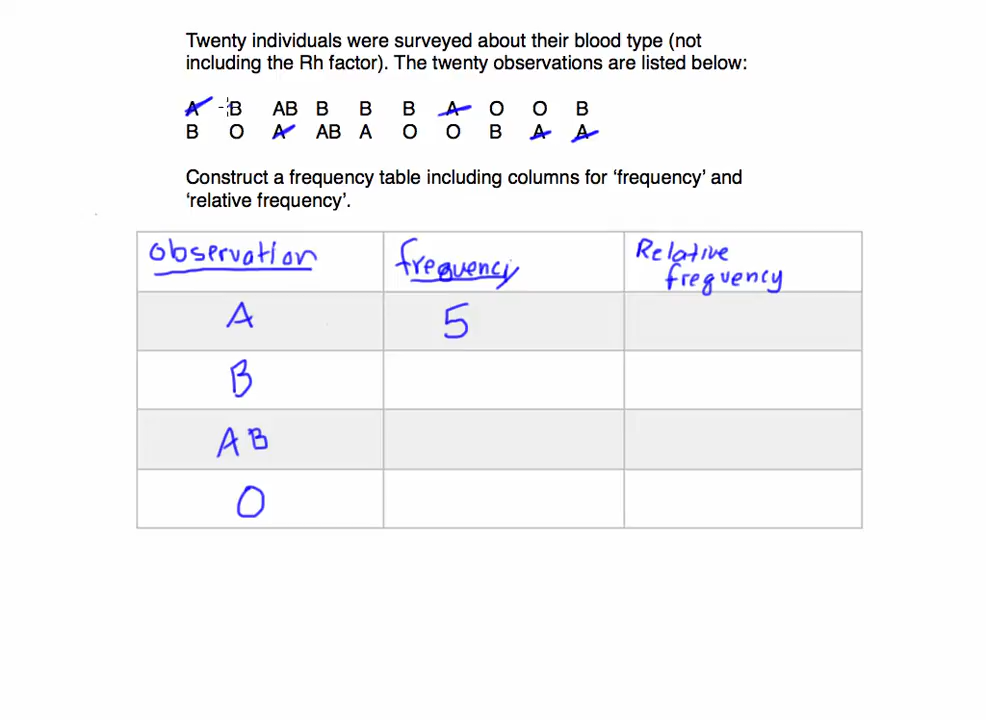 Twenty individuals were surveyed about their blood type (not
including the Rh factor). The twenty observations are listed below:
A B AB B B B A O O B
B O A AB A O O B A A
Construct a frequency table including columns for 'frequency' and
'relative frequency'.
Observation frequency Relative
frequency
A 5
B
AB
O